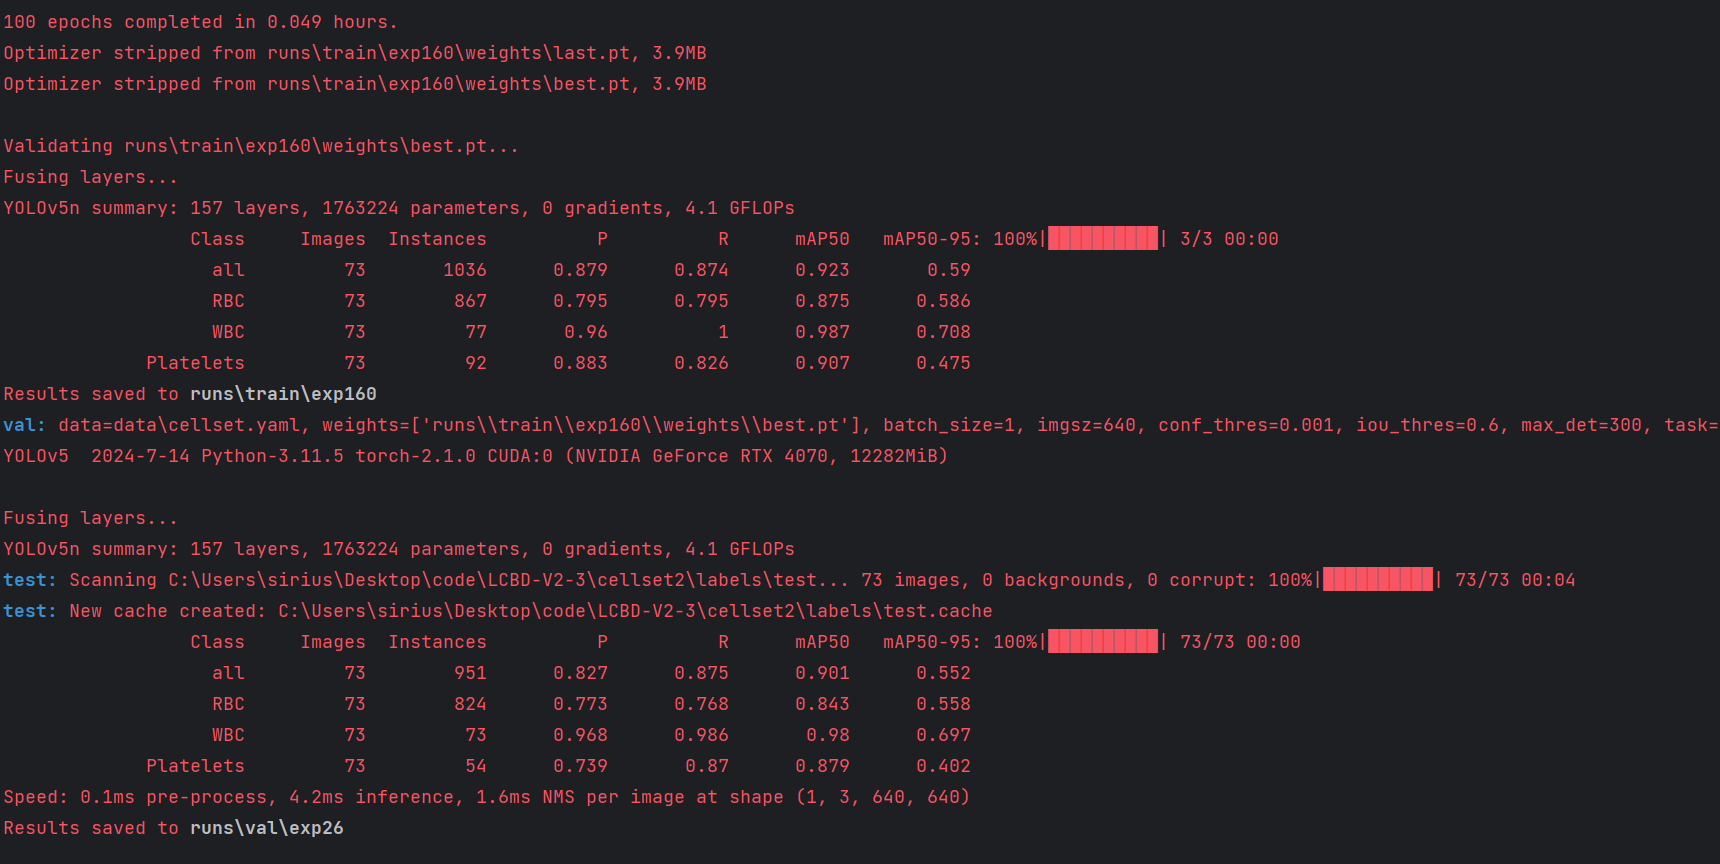 100 epochs completed in 0.049 hours.
Optimizer stripped from runs\train\exp160\weights\last.pt, 3.9MB
Optimizer stripped from runs\train\exp160\weights\best.pt, 3.9MB
Validating runs\train\exp160\weights\best.pt...
Fusing layers...
YOLOv5n summary: 157 layers, 1763224 parameters, 0 gradients, 4.1 GFLOPs
Class Images Instances P R mAP50 mAP50-95: 100%|██████████| 3/3 00:00
all 73 1036 0.879 0.874 0.923 0.59
RBC 73 867 0.795 0.795 0.875 0.586
WBC 73 77 0.96 1 0.987 0.708
Platelets 73 92 0.883 0.826 0.907 0.475
Results saved to runs\train\exp160
val: data=data\cellset.yaml, weights=['runs\\train\\exp160\\weights\\best.pt'], batch_size=1, imgsz=640, conf_thres=0.001, iou_thres=0.6, max_det=300, task=
YOLOv5 2024-7-14 Python-3.11.5 torch-2.1.0 CUDA:0 (NVIDIA GeForce RTX 4070, 12282MiB)
Fusing layers...
YOLOv5n summary: 157 layers, 1763224 parameters, 0 gradients, 4.1 GFLOPs
test: Scanning C:\Users\sirius\Desktop\code\LCBD-V2-3\cellset2\labels\test... 73 images, 0 backgrounds, 0 corrupt: 100%|██████████| 73/73 00:04
test: New cache created: C:\Users\sirius\Desktop\code\LCBD-V2-3\cellset2\labels\test.cache
Class Images Instances P R mAP50 mAP50-95: 100%|██████████| 73/73 00:00
all 73 951 0.827 0.875 0.901 0.552
RBC 73 824 0.773 0.768 0.843 0.558
WBC 73 73 0.968 0.986 0.98 0.697
Platelets 73 54 0.739 0.87 0.879 0.402
Speed: 0.1ms pre-process, 4.2ms inference, 1.6ms NMS per image at shape (1, 3, 640, 640)
Results saved to runs\val\exp26